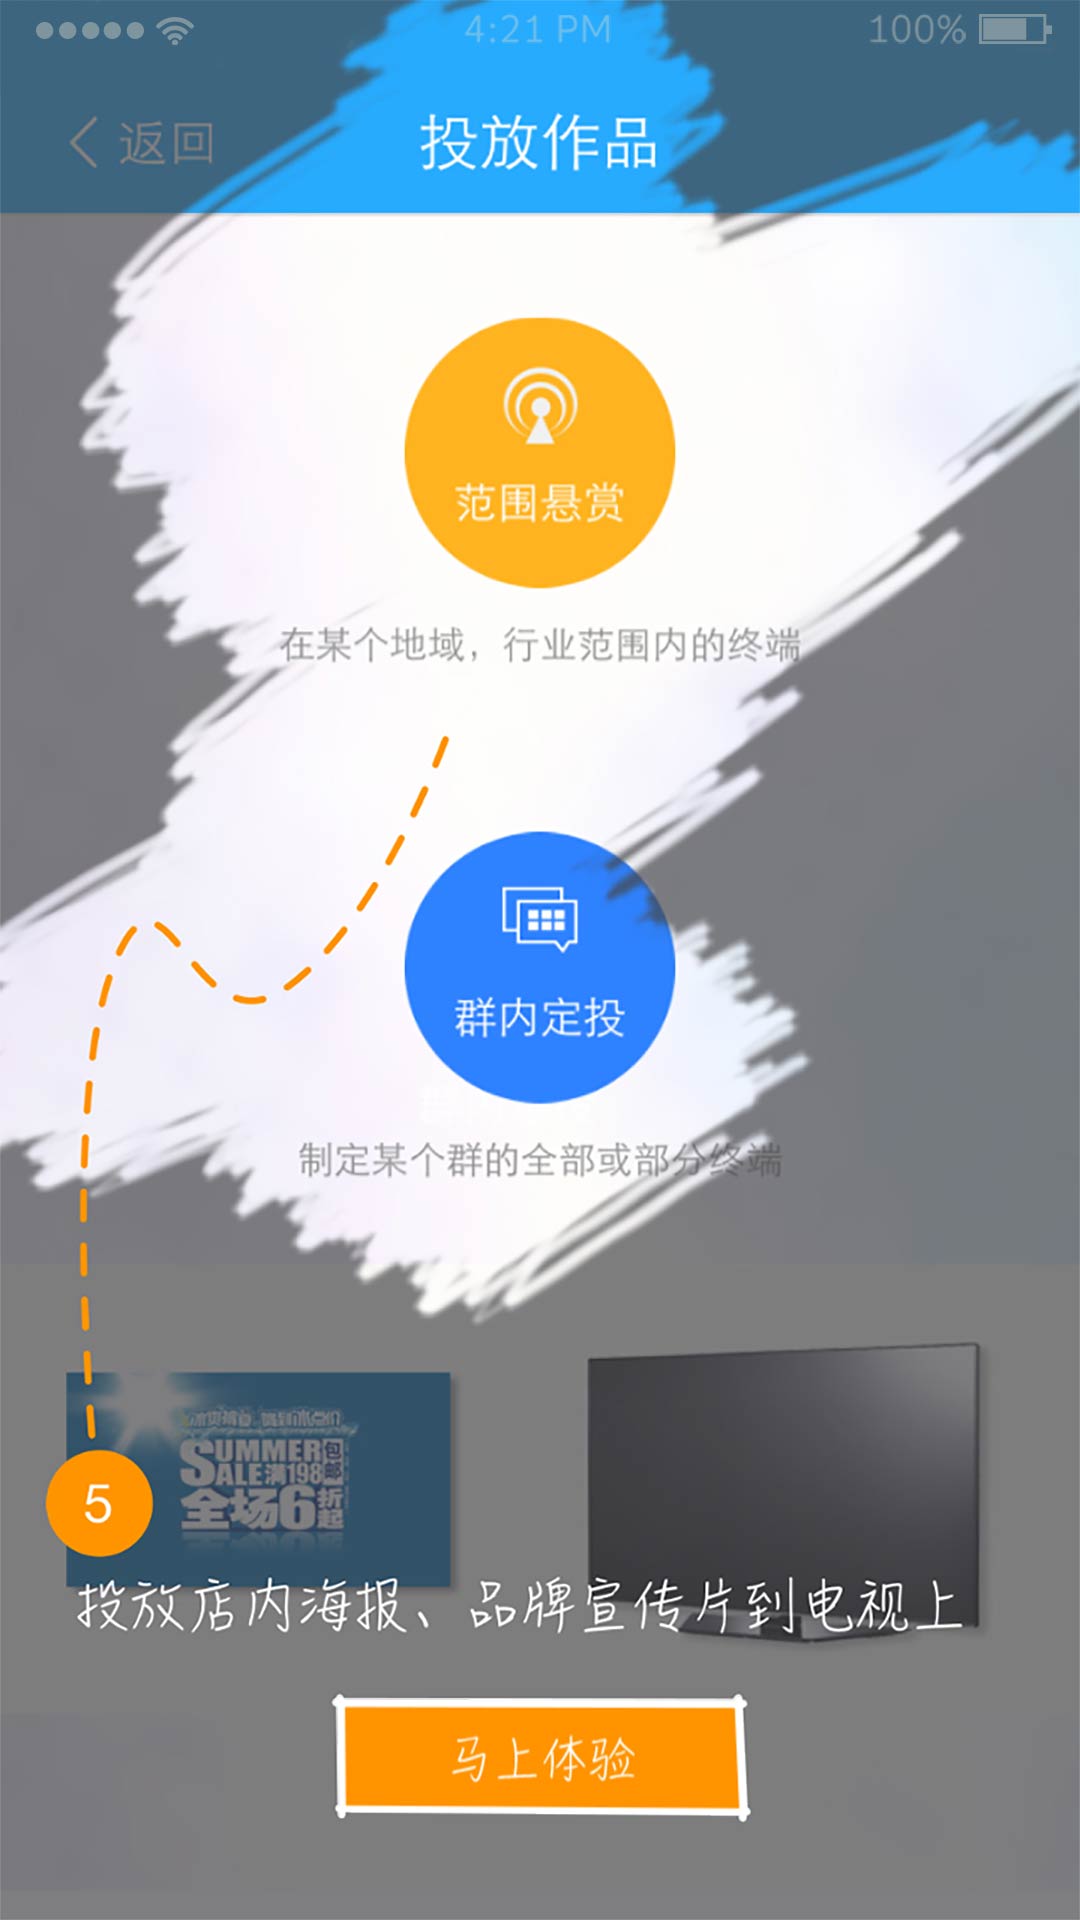 4:21 PM 100%
返回 投放作品
范围悬赏
在某个地域，行业范围内的终端
群内定投
制定某个群的全部或部分终端
SUMMER 包邮
SALE满198
全场6折起
5
投放店内海报、品牌宣传片到电视上
马上体验